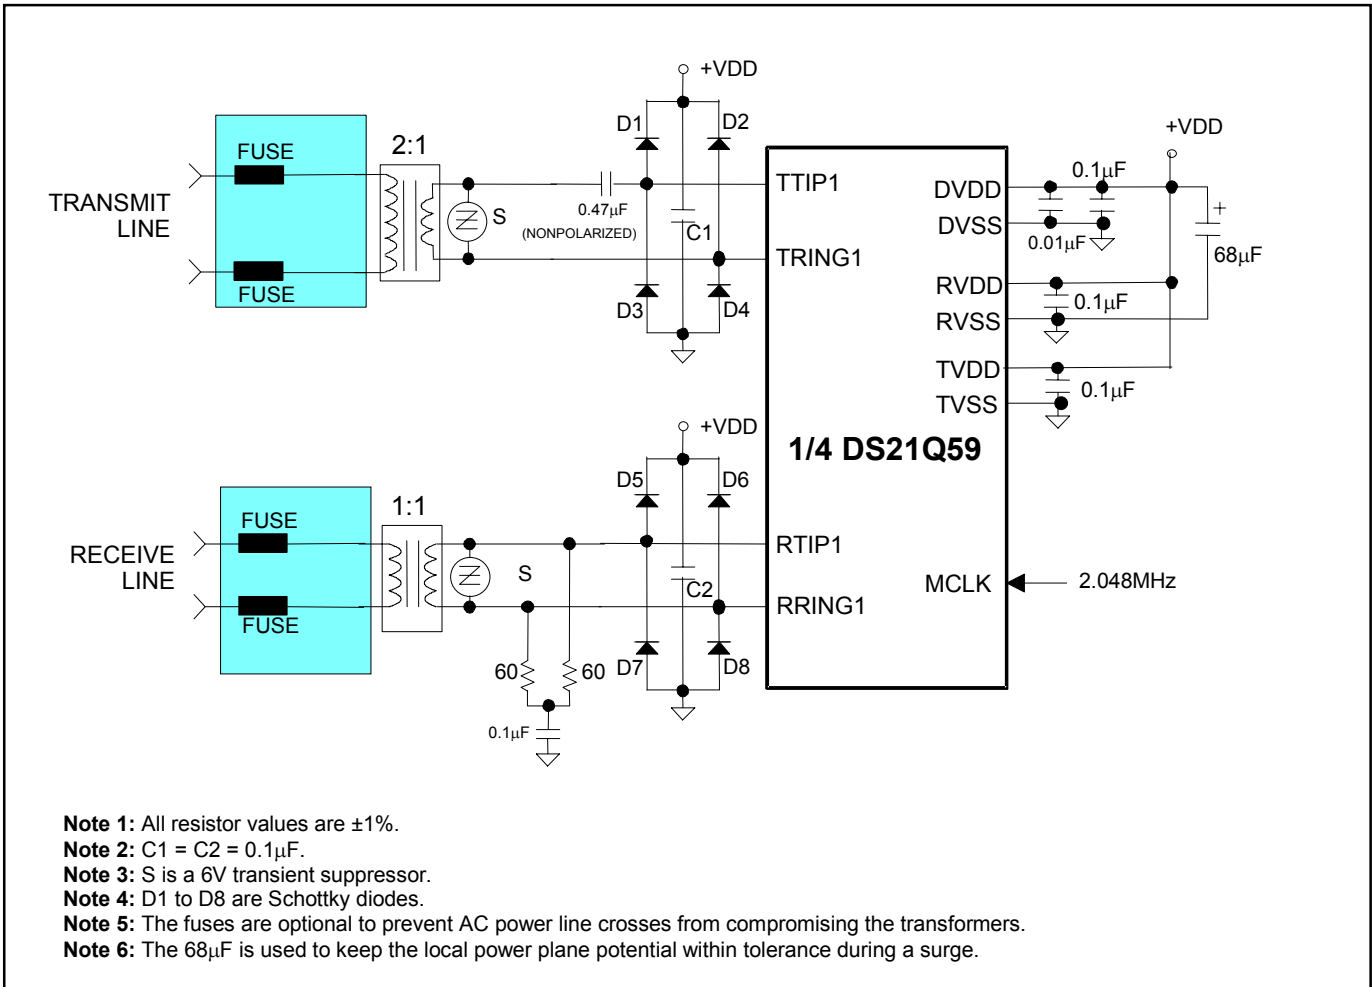 +VDD
D1
D2
+VDD
FUSE
2:1
TRANSMIT
LINE
S
0.47μF
(NONPOLARIZED)
C1
TTIP1
TRING1
FUSE
D3
D4
DVDD
0.1μF
DVSS
0.01μF
+
68μF
RVDD
0.1μF
RVSS
TVDD
0.1μF
TVSS
1/4 DS21Q59
+VDD
D5
D6
FUSE
1:1
RECEIVE
LINE
S
C2
RTIP1
RRING1
MCLK
2.048MHz
FUSE
60
60
D7
D8
0.1μF
Note 1: All resistor values are ±1%.
Note 2: C1 = C2 = 0.1μF.
Note 3: S is a 6V transient suppressor.
Note 4: D1 to D8 are Schottky diodes.
Note 5: The fuses are optional to prevent AC power line crosses from compromising the transformers.
Note 6: The 68μF is used to keep the local power plane potential within tolerance during a surge.